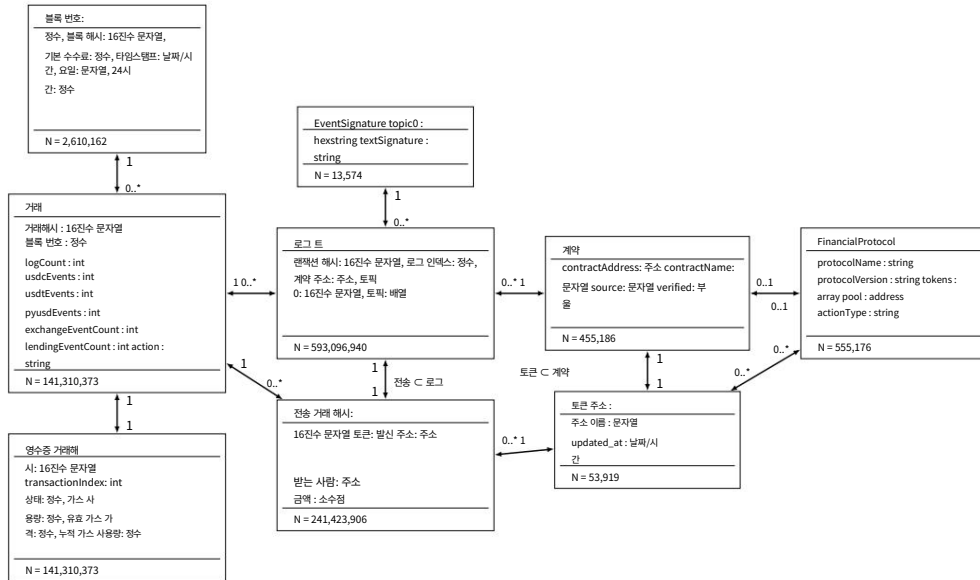 블록 번호:
정수, 블록 해시: 16진수 문자열,
기본 수수료: 정수, 타임스탬프: 날짜/시
간, 요일: 문자열, 24시
간: 정수
N = 2,610,162
1
0..*
EventSignature topic0 :
hexstring textSignature :
string
N = 13,574
1
0..*
거래
거래해시 : 16진수 문자열
블록 번호 : 정수
logCount : int
usdcEvents : int
usdtEvents : int
pyusdEvents : int
exchangeEventCount : int
lendingEventCount : int action :
string
N = 141,310,373
1 0..*
로그 트
랜잭션 해시: 16진수 문자열, 로그 인덱스: 정수,
계약 주소: 주소, 토픽
0: 16진수 문자열, 토픽: 배열
N = 593,096,940
0..* 1
계약
contractAddress: 주소 contractName:
문자열 source: 문자열 verified: 부
울
N = 455,186
0..1
0..1
FinancialProtocol
protocolName : string
protocolVersion : string tokens :
array pool : address
actionType : string
N = 555,176
1
0..*
1
1
전송 ⊂ 로그
토큰 ⊂ 계약
1
1
0..*
0..*
1
1
영수증 거래해
시: 16진수 문자열
transactionIndex: int
상태: 정수, 가스 사
용량: 정수, 유효 가스 가
격: 정수, 누적 가스 사용량: 정수
N = 141,310,373
전송 거래 해시:
16진수 문자열 토큰: 발신 주소: 주소
받는 사람: 주소
금액 : 소수점
N = 241,423,906
0..* 1
토큰 주소 :
주소 이름 : 문자열
updated_at : 날짜/시
간
N = 53,919